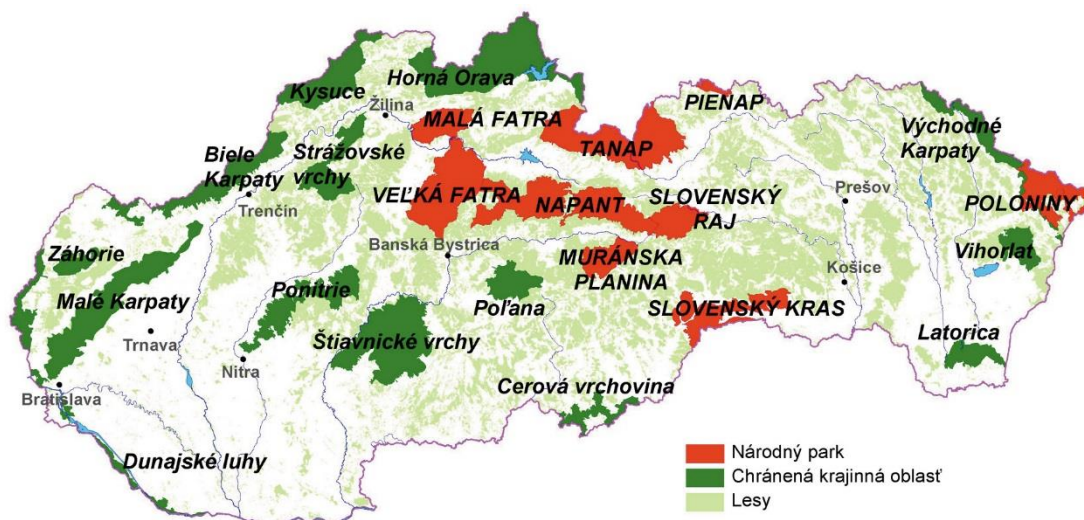 Horná Orava
Kysuce
Žilina
PIENAP
MALÁ FATRA
Východné
Karpaty
TANAP
Biele
Karpaty
Strážovské
vrchy
VEĽKÁ FATRA
NAPANT
SLOVENSKÝ
RAJ
Prešov
POLONINY
Trenčín
Banská Bystrica
Záhorie
MURÁNSKA
PLANINA
Vihorlat
Košice
Malé Karpaty
Ponitrie
Poľana
SLOVENSKÝ KRAS
Trnava
Štiavnické vrchy
Latorica
Nitra
Bratislava
Cerová vrchovina
Dunajské luhy
Národný park
Chránená krajinná oblasť
Lesy